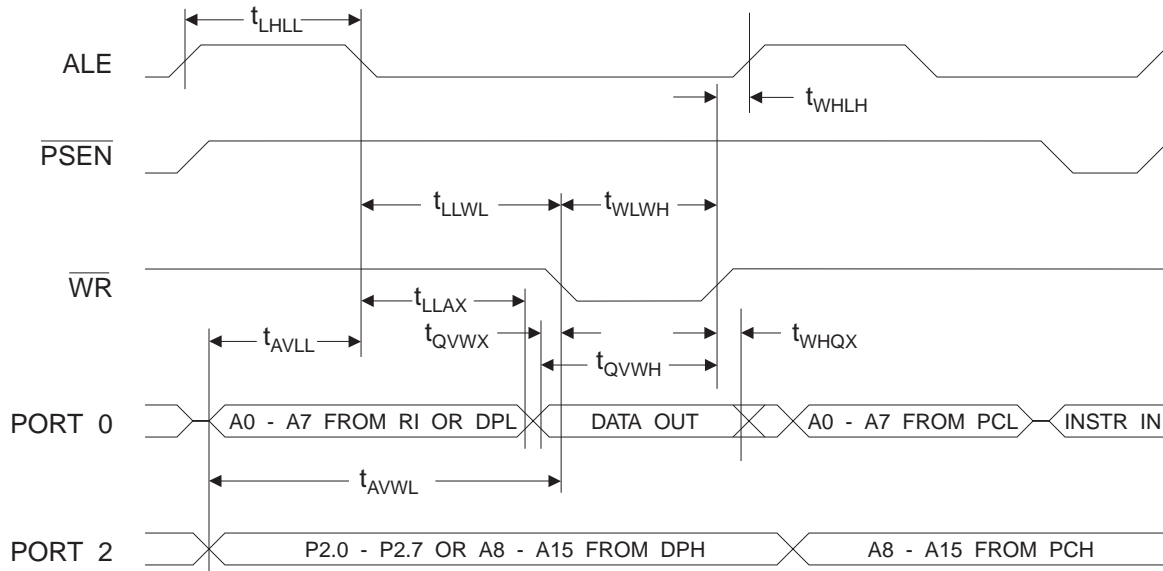 tLHLL
ALE
tWHLH
PSEN
tLLWL
tWLWH
WR
tLLAX
tQVWX
tWHQX
tAVLL
tQVWH
PORT 0
A0 - A7 FROM RI OR DPL
DATA OUT
A0 - A7 FROM PCL
INSTR IN
tAVWL
PORT 2
P2.0 - P2.7 OR A8 - A15 FROM DPH
A8 - A15 FROM PCH